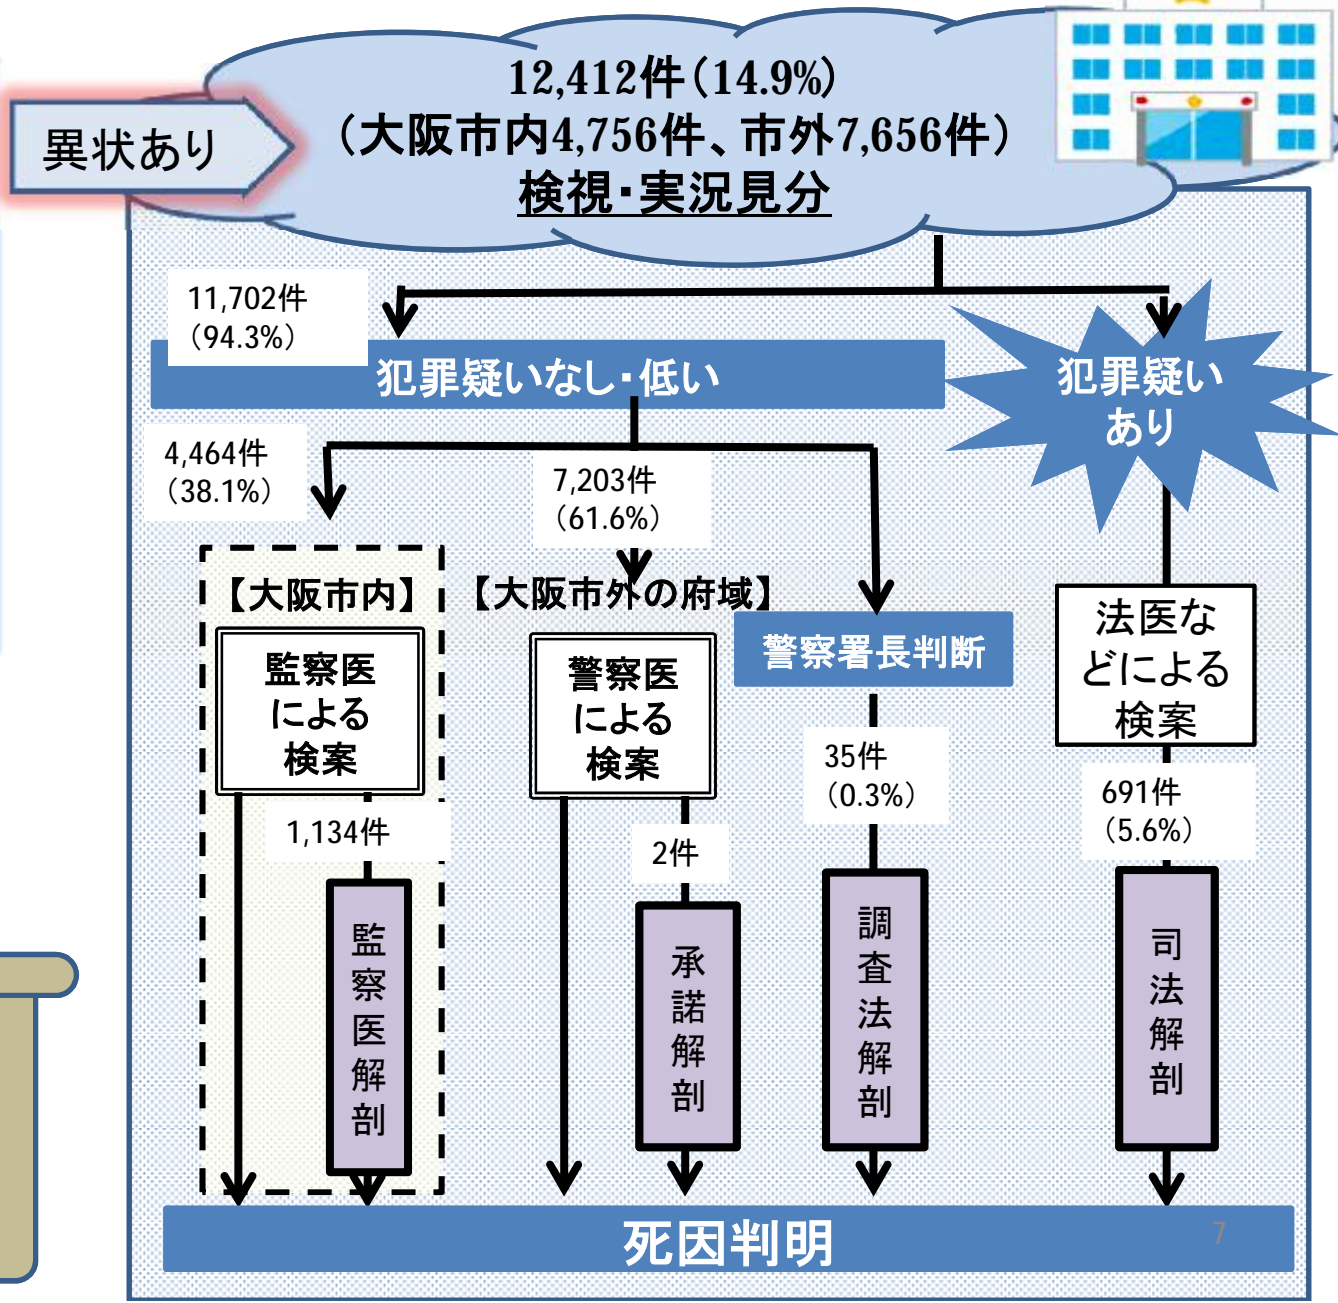 12,412件(14.9%)
(大阪市内4,756件、市外7,656件)
検視・実況見分
異状あり
11,702件
(94.3%)
犯罪疑いなし・低い
犯罪疑い
あり
4,464件
(38.1%)
7,203件
(61.6%)
【大阪市内】
【大阪市外の府域】
監察医
による
検案
警察医
による
検案
警察署長判断
法医な
どによる
検案
1,134件
2件
35件
(0.3%)
691件
(5.6%)
監察医解剖
承諾解剖
調査法解剖
司法解剖
死因判明
7